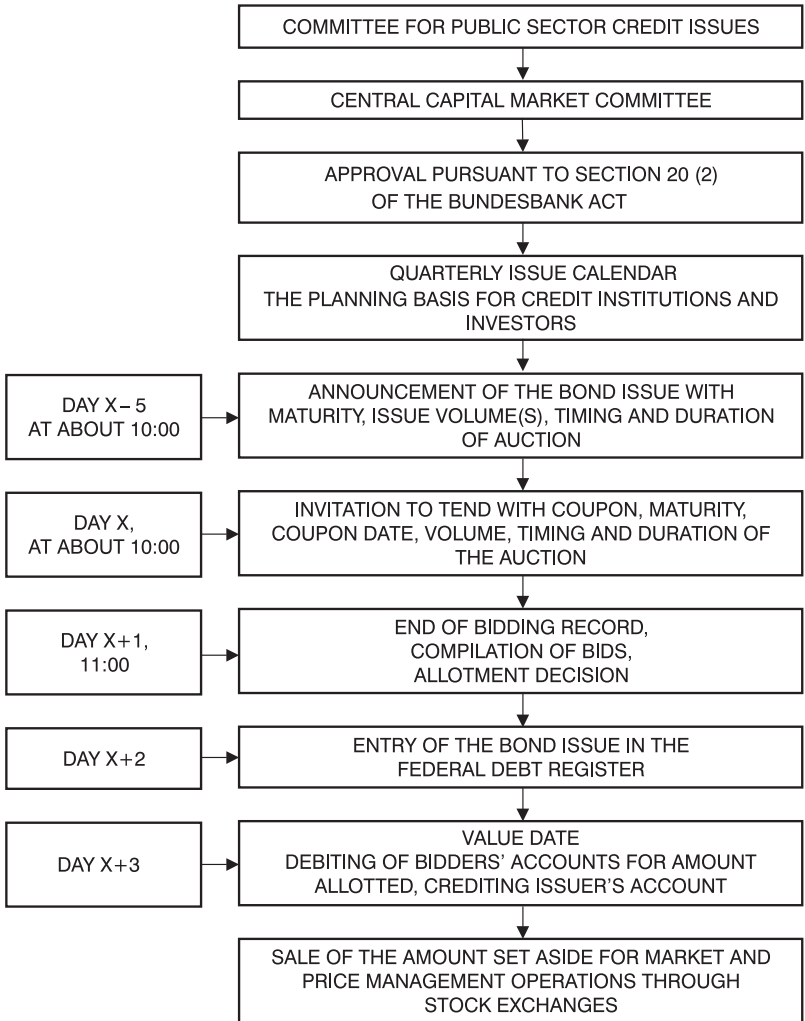 COMMITTEE FOR PUBLIC SECTOR CREDIT ISSUES
CENTRAL CAPITAL MARKET COMMITTEE
APPROVAL PURSUANT TO SECTION 20 (2)
OF THE BUNDESBANK ACT
QUARTERLY ISSUE CALENDAR
THE PLANNING BASIS FOR CREDIT INSTITUTIONS AND
INVESTORS
DAY X – 5
AT ABOUT 10:00
ANNOUNCEMENT OF THE BOND ISSUE WITH
MATURITY, ISSUE VOLUME(S), TIMING AND DURATION
OF AUCTION
DAY X,
AT ABOUT 10:00
INVITATION TO TEND WITH COUPON, MATURITY,
COUPON DATE, VOLUME, TIMING AND DURATION OF
THE AUCTION
DAY X+1,
11:00
END OF BIDDING RECORD,
COMPILATION OF BIDS,
ALLOTMENT DECISION
DAY X+2
ENTRY OF THE BOND ISSUE IN THE
FEDERAL DEBT REGISTER
DAY X+3
VALUE DATE
DEBITING OF BIDDERS' ACCOUNTS FOR AMOUNT
ALLOTTED, CREDITING ISSUER'S ACCOUNT
SALE OF THE AMOUNT SET ASIDE FOR MARKET AND
PRICE MANAGEMENT OPERATIONS THROUGH
STOCK EXCHANGES